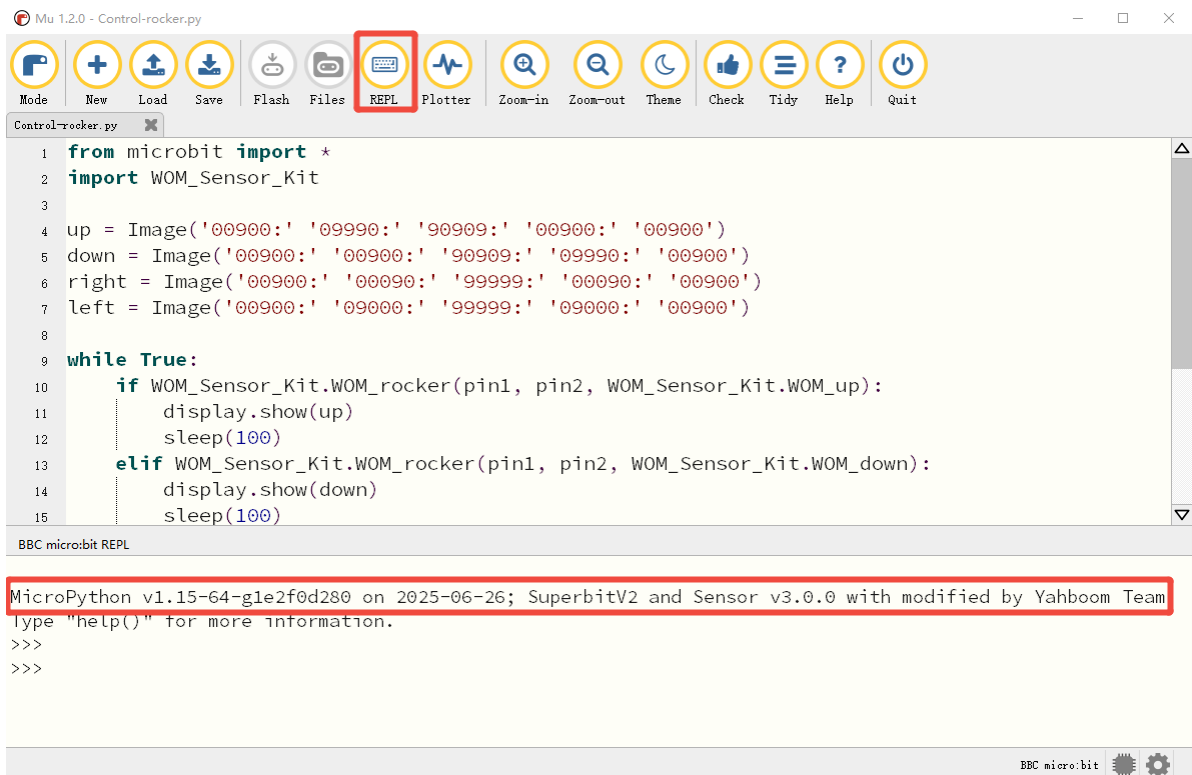 Mu 1.2.0 - Control-rocker.py
Mode New Load Save Flash Files REPL Plotter Zoom-in Zoom-out Theme Check Tidy Help Quit
Control-rocker.py
1 from microbit import *
2 import WOM_Sensor_Kit
3
4 up = Image('00900:' '09990:' '90909:' '00900:' '00900')
5 down = Image('00900:' '00900:' '90909:' '09990:' '00900')
6 right = Image('00900:' '00090:' '99999:' '00090:' '00900')
7 left = Image('00900:' '09000:' '99999:' '09000:' '00900')
8
9 while True:
10 if WOM_Sensor_Kit.WOM_rocker(pin1, pin2, WOM_Sensor_Kit.WOM_up):
11 display.show(up)
12 sleep(100)
13 elif WOM_Sensor_Kit.WOM_rocker(pin1, pin2, WOM_Sensor_Kit.WOM_down):
14 display.show(down)
15 sleep(100)
BBC micro:bit REPL
MicroPython v1.15-64-g1e2f0d280 on 2025-06-26; SuperbitV2 and Sensor v3.0.0 with modified by Yahboom Team
Type "help()" for more information.
>>>
>>>
BBC micro:bit